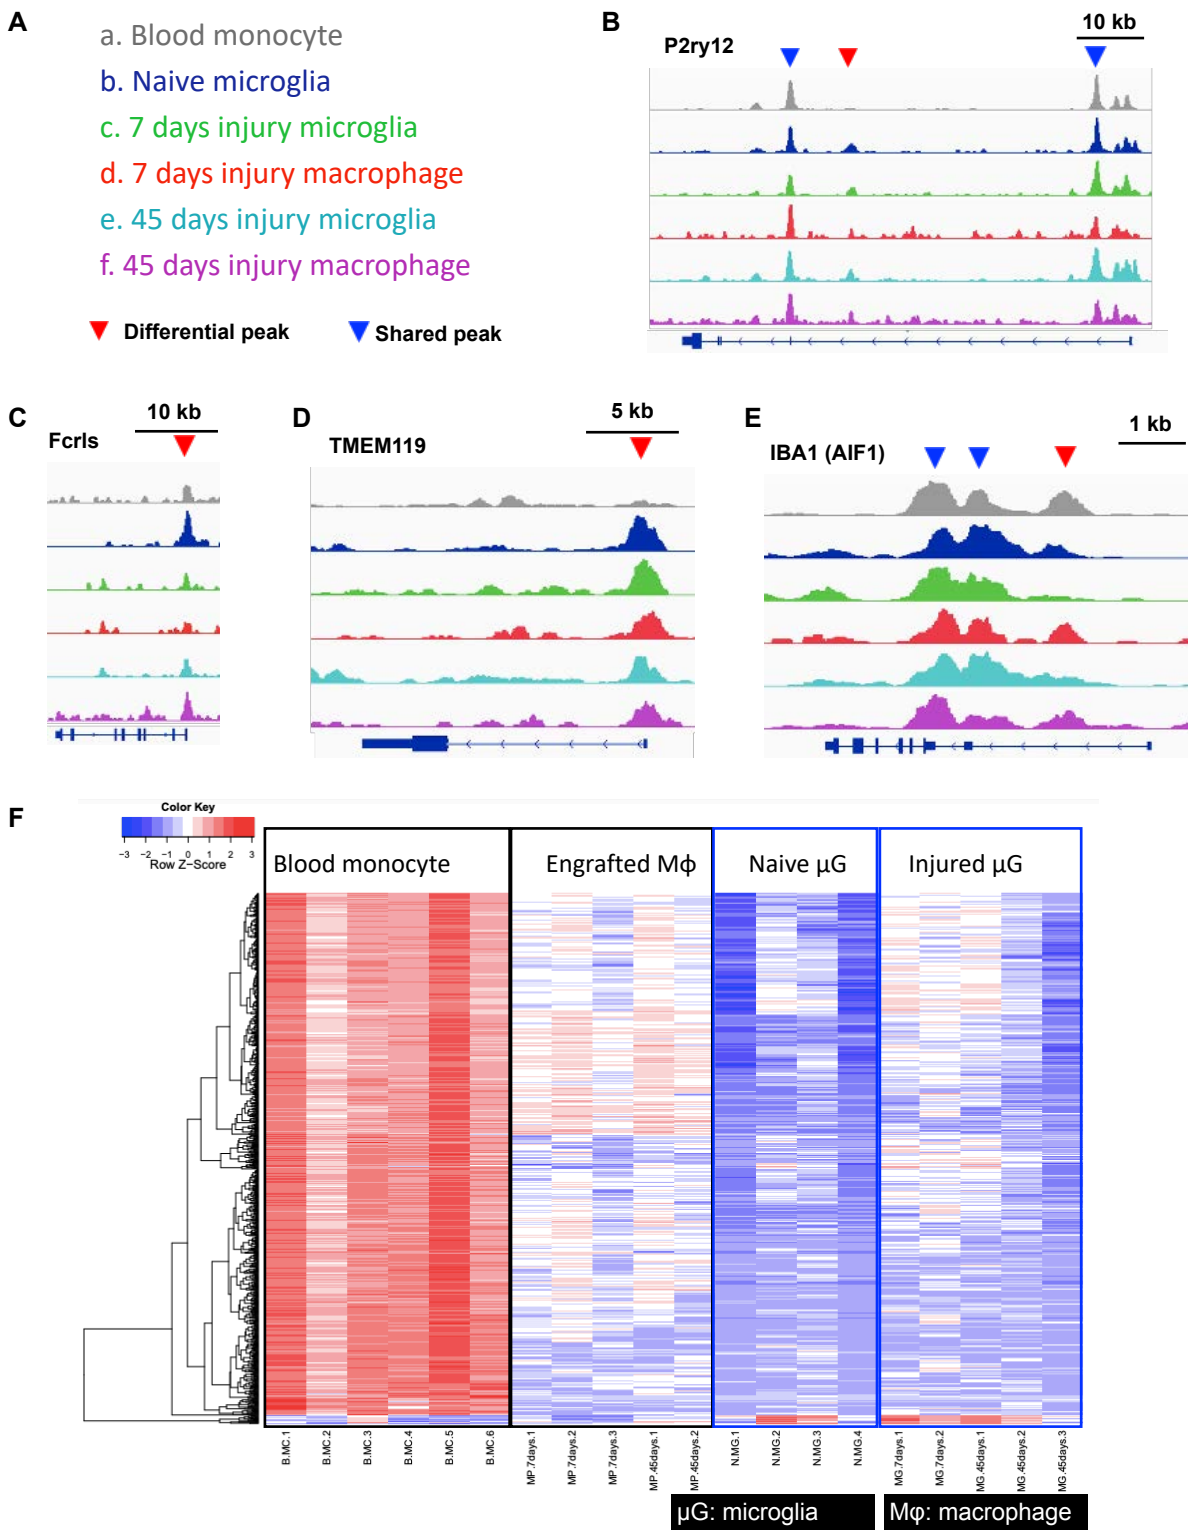 A
a. Blood monocyte
b. Naive microglia
c. 7 days injury microglia
d. 7 days injury macrophage
e. 45 days injury microglia
f. 45 days injury macrophage
Differential peak
Shared peak
B
10 kb
P2ry12
C
10 kb
Fcrls
D
5 kb
TMEM119
E
1 kb
IBA1 (AIF1)
F
Color Key
−3 −2 −1 0 1 2 3
Row Z−Score
Blood monocyte
Engrafted Mϕ
Naive µG
Injured µG
B.MC.1
B.MC.2
B.MC.3
B.MC.4
B.MC.5
B.MC.6
MP.7days.1
MP.7days.2
MP.7days.3
MP.45days.1
MP.45days.2
N.MG.1
N.MG.2
N.MG.3
N.MG.4
MG.7days.1
MG.7days.2
MG.45days.1
MG.45days.2
MG.45days.3
µG: microglia
Mφ: macrophage